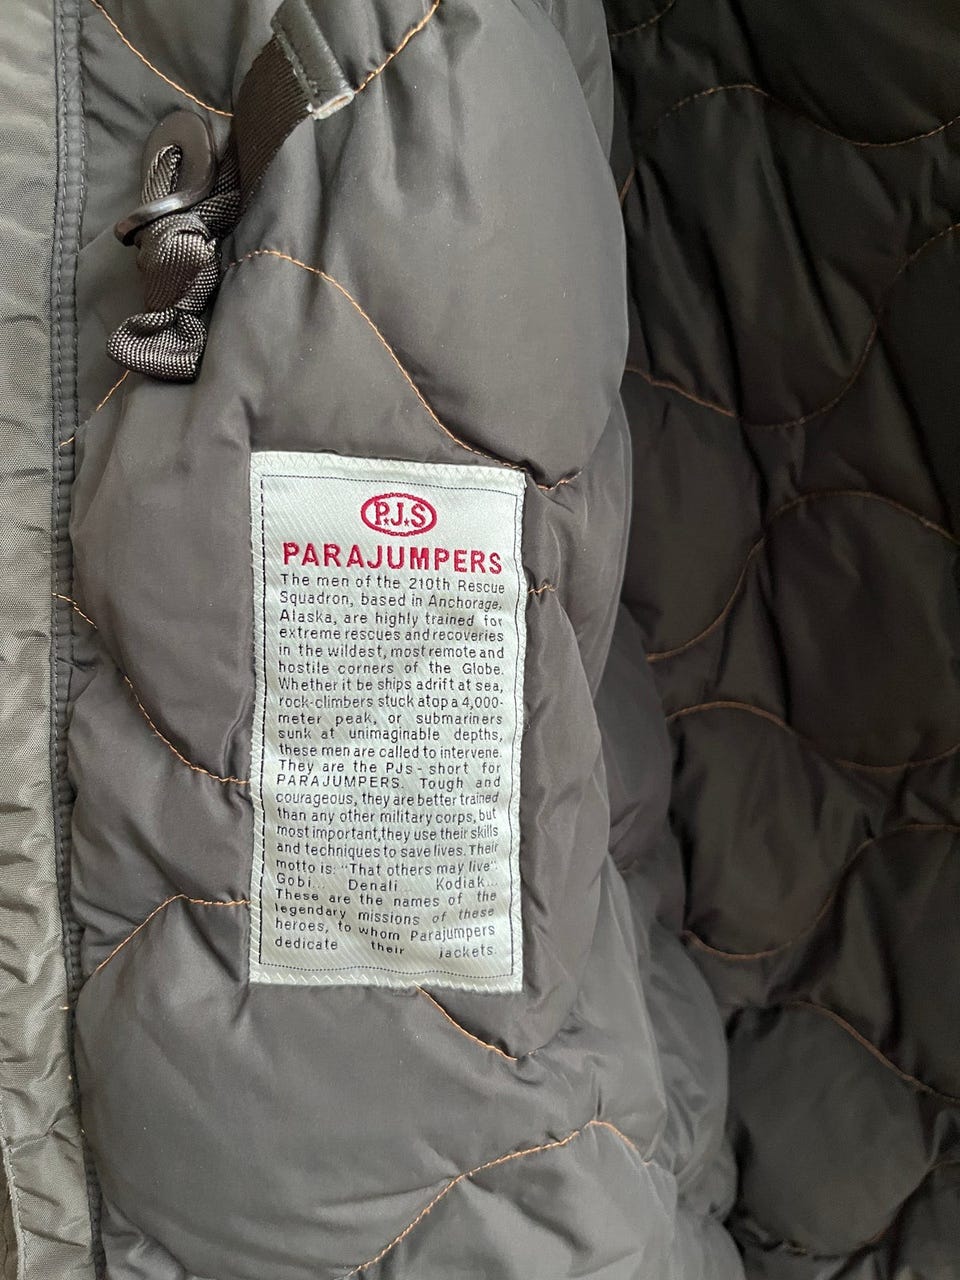 P.J.S
PARAJUMPERS
The men of the 210th Rescue
Squadron, based in Anchorage,
Alaska, are highly trained for
extreme rescues and recoveries
in the wildest, most remote and
hostile corners of the Globe.
Whether it be ships adrift at sea,
rock-climbers stuck atop a 4,000-
meter peak, or submariners
sunk at unimaginable depths,
these men are called to intervene.
They are the PJs - short for
PARAJUMPERS. Tough and
courageous, they are better trained
than any other military corps, but
most important, they use their skills
and techniques to save lives. Their
motto is: "That others may live".
Gobi... Denali... Kodiak...
These are the names of the
legendary missions of these
heroes, to whom Parajumpers
dedicate their jackets.